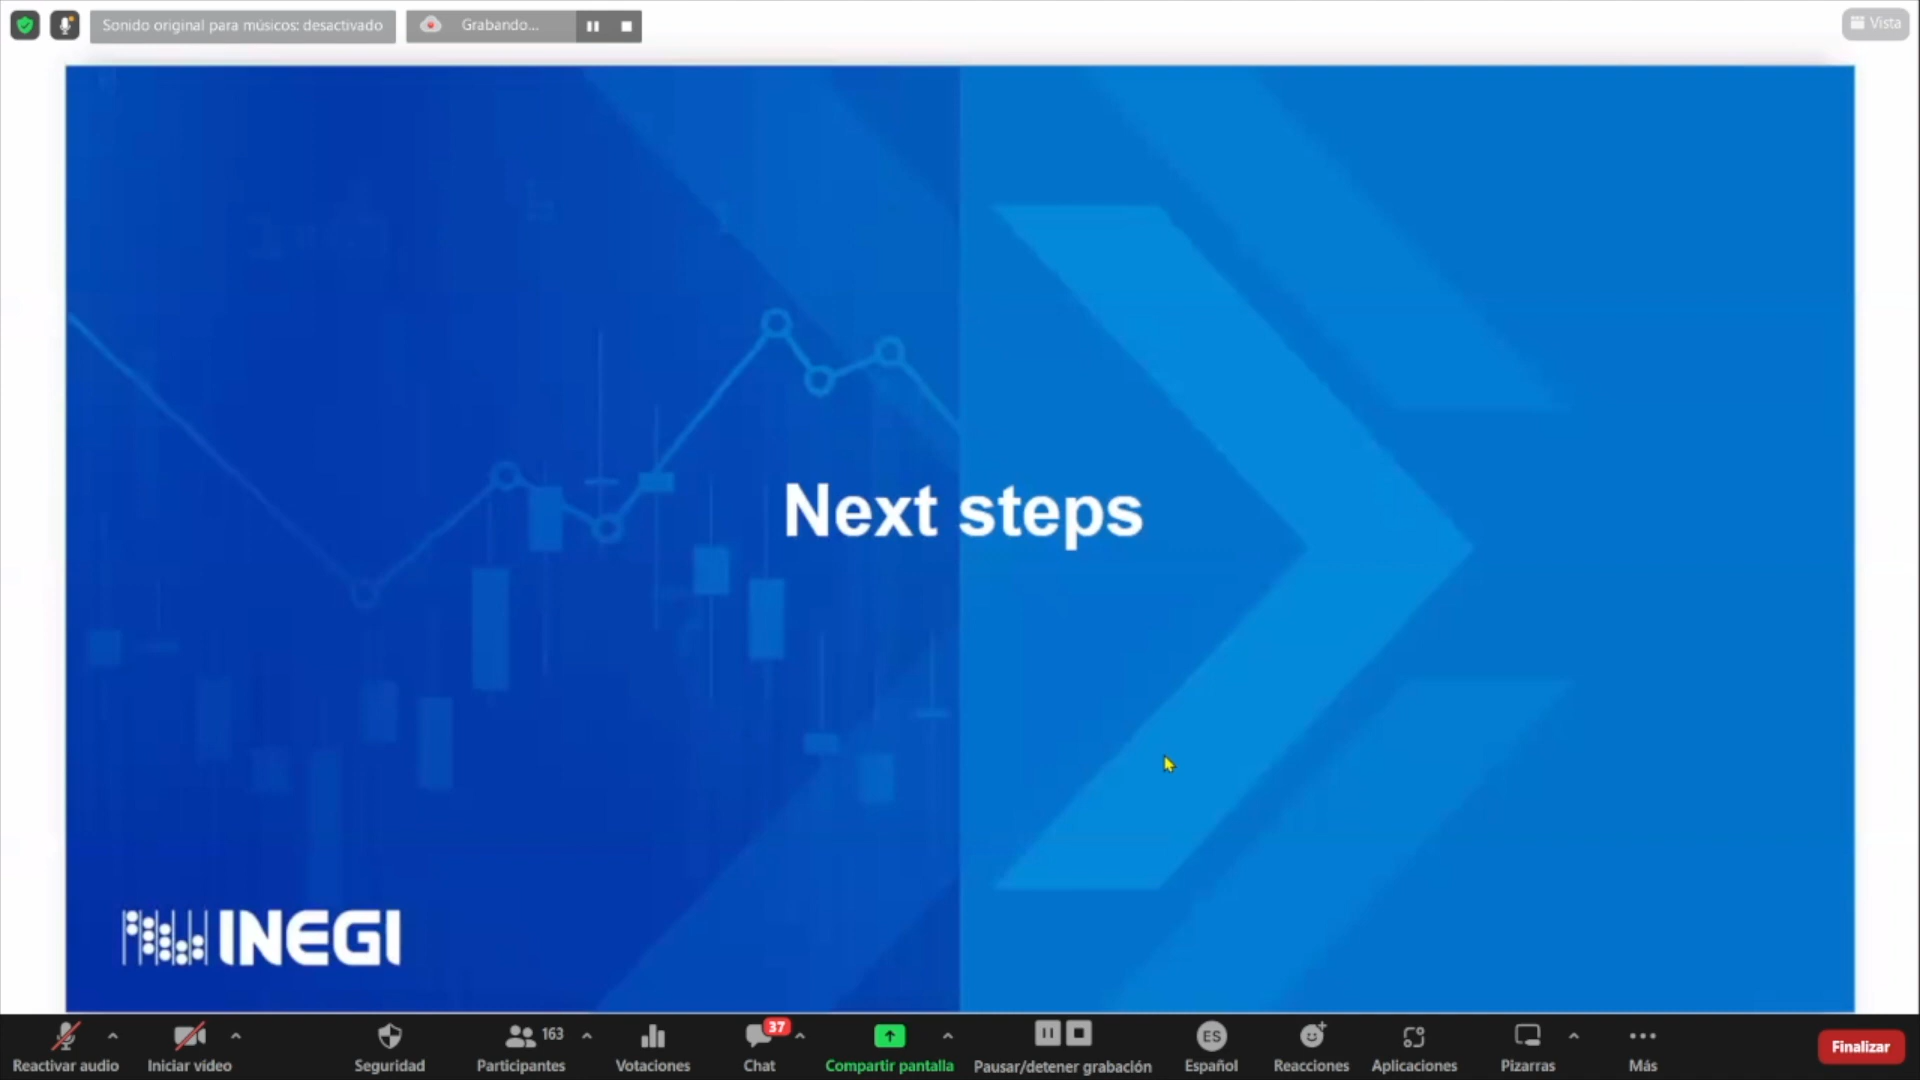 Sonido original para músicos: desactivado
Grabando...
Vista
Next steps
INEGI
163
37
ES
Reactivar audio
Iniciar vídeo
Seguridad
Participantes
Votaciones
Chat
Compartir pantalla
Pausar/detener grabación
Español
Reacciones
Aplicaciones
Pizarras
Más
Finalizar